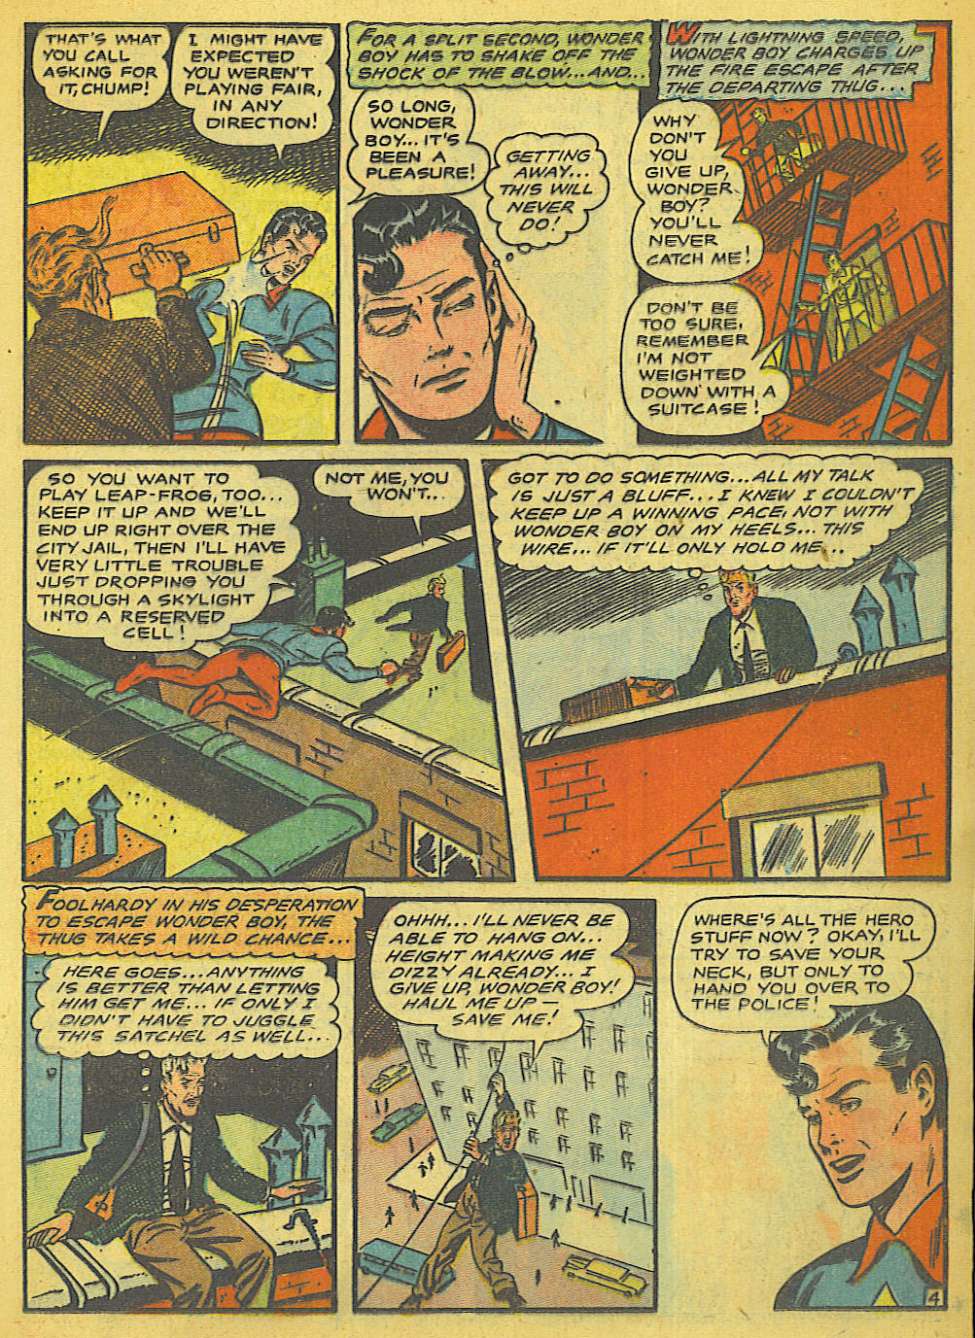 THAT'S WHAT
YOU CALL
ASKING FOR
IT, CHUMP!
I MIGHT HAVE
EXPECTED
YOU WEREN'T
PLAYING FAIR,
IN ANY
DIRECTION!
FOR A SPLIT SECOND, WONDER
BOY HAS TO SHAKE OFF THE
SHOCK OF THE BLOW...AND...
SO LONG,
WONDER
BOY... IT'S
BEEN A
PLEASURE!
GETTING
AWAY...
THIS WILL
NEVER
DO!
WITH LIGHTNING SPEED,
WONDER BOY CHARGES UP
THE FIRE ESCAPE AFTER
THE DEPARTING THUG...
WHY
DON'T
YOU
GIVE UP,
WONDER
BOY?
YOU'LL
NEVER
CATCH ME!
DON'T BE
TOO SURE,
REMEMBER
I'M NOT
WEIGHTED
DOWN WITH A
SUITCASE!
SO YOU WANT TO
PLAY LEAP-FROG, TOO...
KEEP IT UP AND WE'LL
END UP RIGHT OVER THE
CITY JAIL, THEN I'LL HAVE
VERY LITTLE TROUBLE
JUST DROPPING YOU
THROUGH A SKYLIGHT
INTO A RESERVED
CELL!
NOT ME, YOU
WON'T...
GOT TO DO SOMETHING...ALL MY TALK
IS JUST A BLUFF... I KNEW I COULDN'T
KEEP UP A WINNING PACE, NOT WITH
WONDER BOY ON MY HEELS... THIS
WIRE... IF IT'LL ONLY HOLD ME...
FOOLHARDY IN HIS DESPERATION
TO ESCAPE WONDER BOY, THE
THUG TAKES A WILD CHANCE...
HERE GOES...ANYTHING
IS BETTER THAN LETTING
HIM GET ME... IF ONLY I
DIDN'T HAVE TO JUGGLE
THIS SATCHEL AS WELL...
OHHH... I'LL NEVER BE
ABLE TO HANG ON...
HEIGHT MAKING ME
DIZZY ALREADY... I
GIVE UP, WONDER BOY!
HAUL ME UP —
SAVE ME!
WHERE'S ALL THE HERO
STUFF NOW? OKAY, I'LL
TRY TO SAVE YOUR
NECK, BUT ONLY TO
HAND YOU OVER TO
THE POLICE!
4